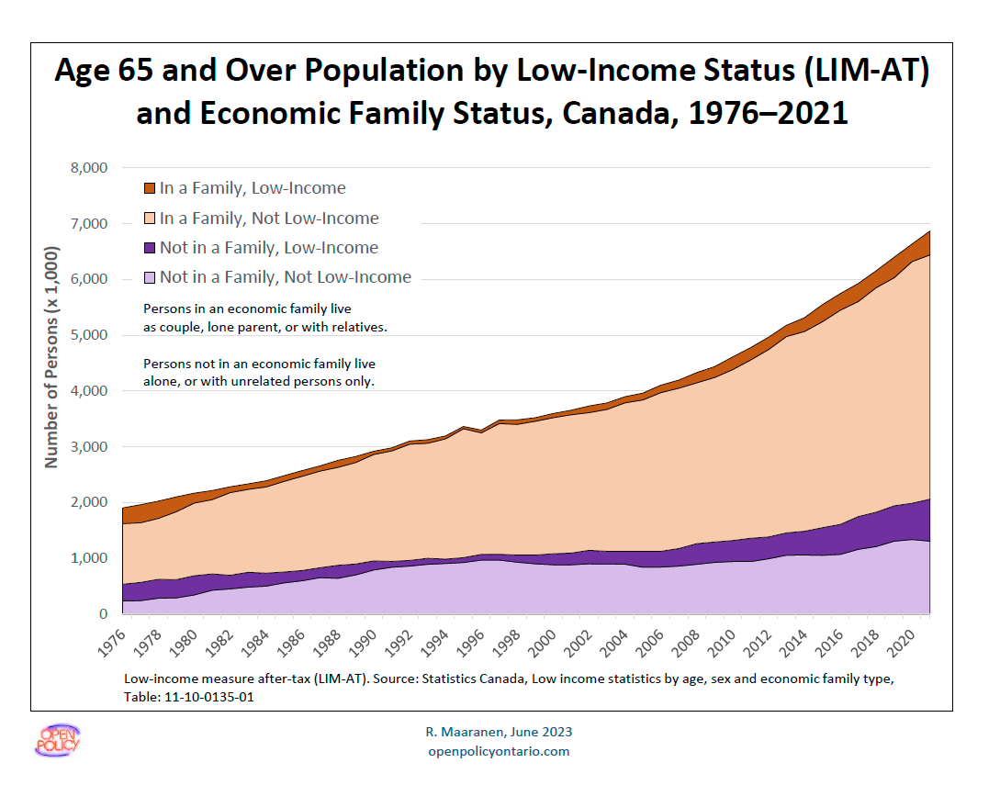 Age 65 and Over Population by Low-Income Status (LIM-AT)
and Economic Family Status, Canada, 1976–2021
Number of Persons (x 1,000)
8,000
7,000
6,000
5,000
4,000
3,000
2,000
1,000
0
In a Family, Low-Income
In a Family, Not Low-Income
Not in a Family, Low-Income
Not in a Family, Not Low-Income
Persons in an economic family live
as couple, lone parent, or with relatives.
Persons not in an economic family live
alone, or with unrelated persons only.
1976 1978 1980 1982 1984 1986 1988 1990 1992 1994 1996 1998 2000 2002 2004 2006 2008 2010 2012 2014 2016 2018 2020
Low-income measure after-tax (LIM-AT). Source: Statistics Canada, Low income statistics by age, sex and economic family type,
Table: 11-10-0135-01
OPEN
POLICY
R. Maaranen, June 2023
openpolicyontario.com